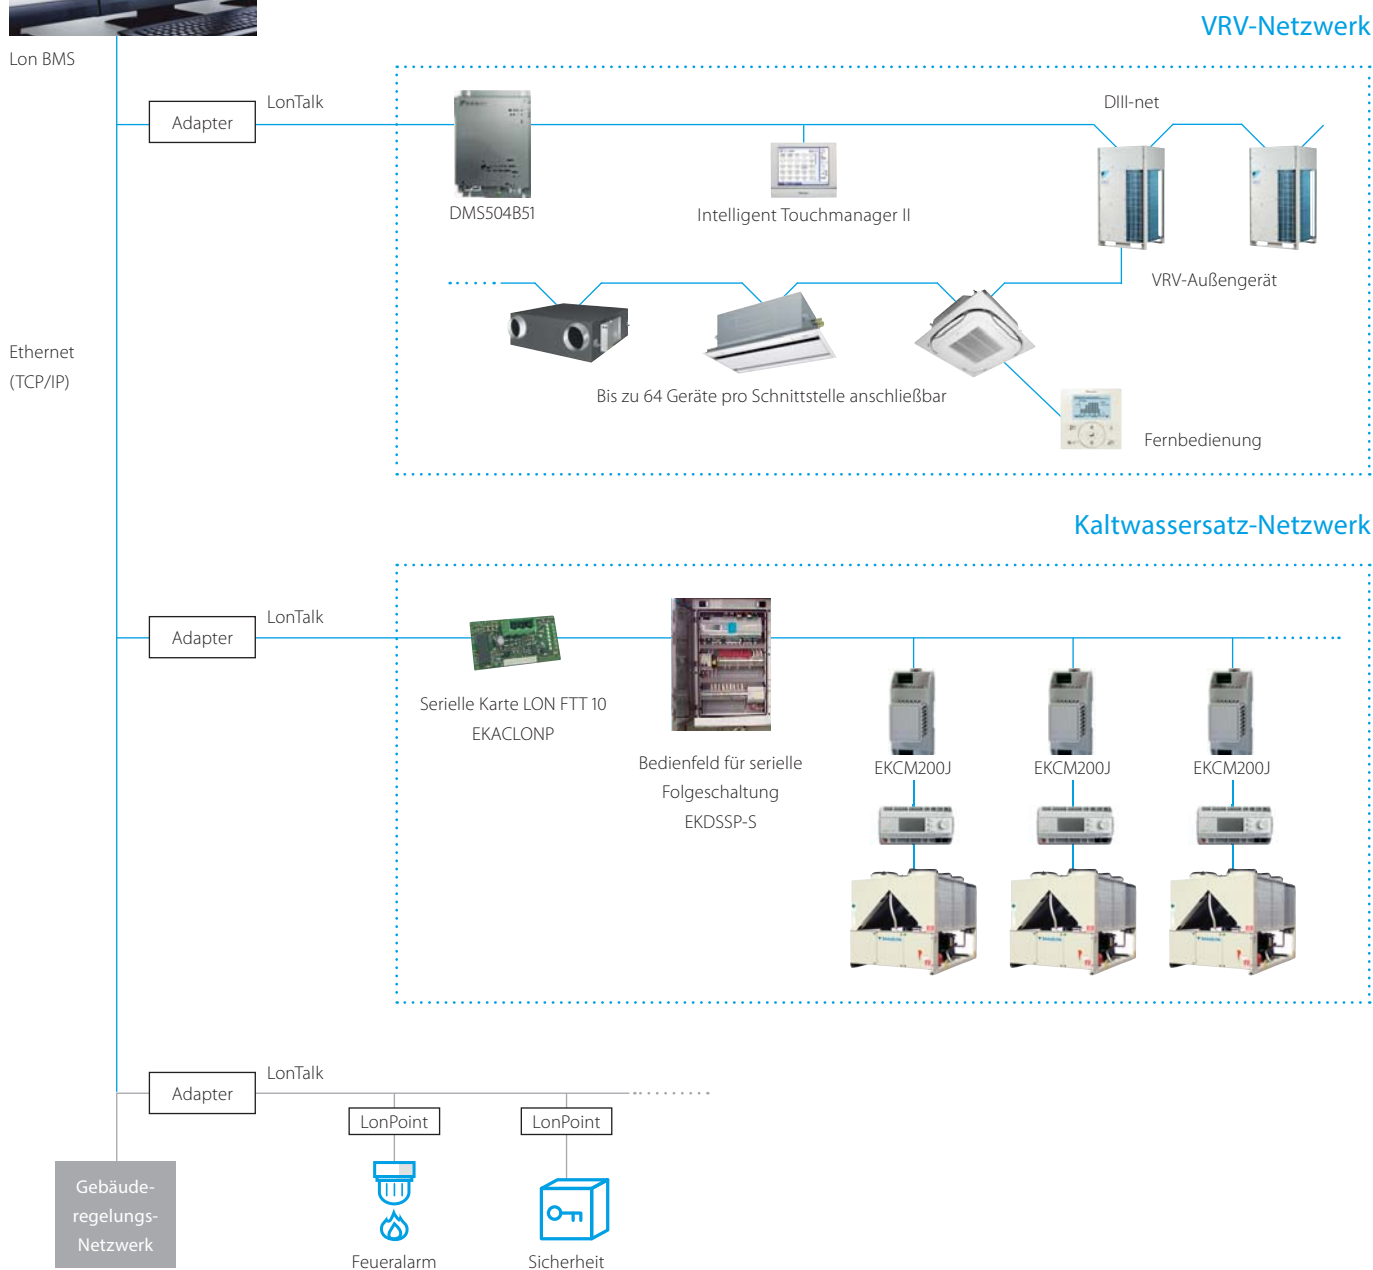 VRV-Netzwerk
Lon BMS
Adapter
LonTalk
DIII-net
DMS504B51
Intelligent Touchmanager II
VRV-Außengerät
Ethernet
(TCP/IP)
Bis zu 64 Geräte pro Schnittstelle anschließbar
Fernbedienung
Kaltwassersatz-Netzwerk
Adapter
LonTalk
Serielle Karte LON FTT 10
EKACLONP
Bedienfeld für serielle
Folgeschaltung
EKDSSP-S
EKCM200J
EKCM200J
EKCM200J
Adapter
LonTalk
LonPoint
LonPoint
Gebäude-
regelungs-
Netzwerk
Feueralarm
Sicherheit